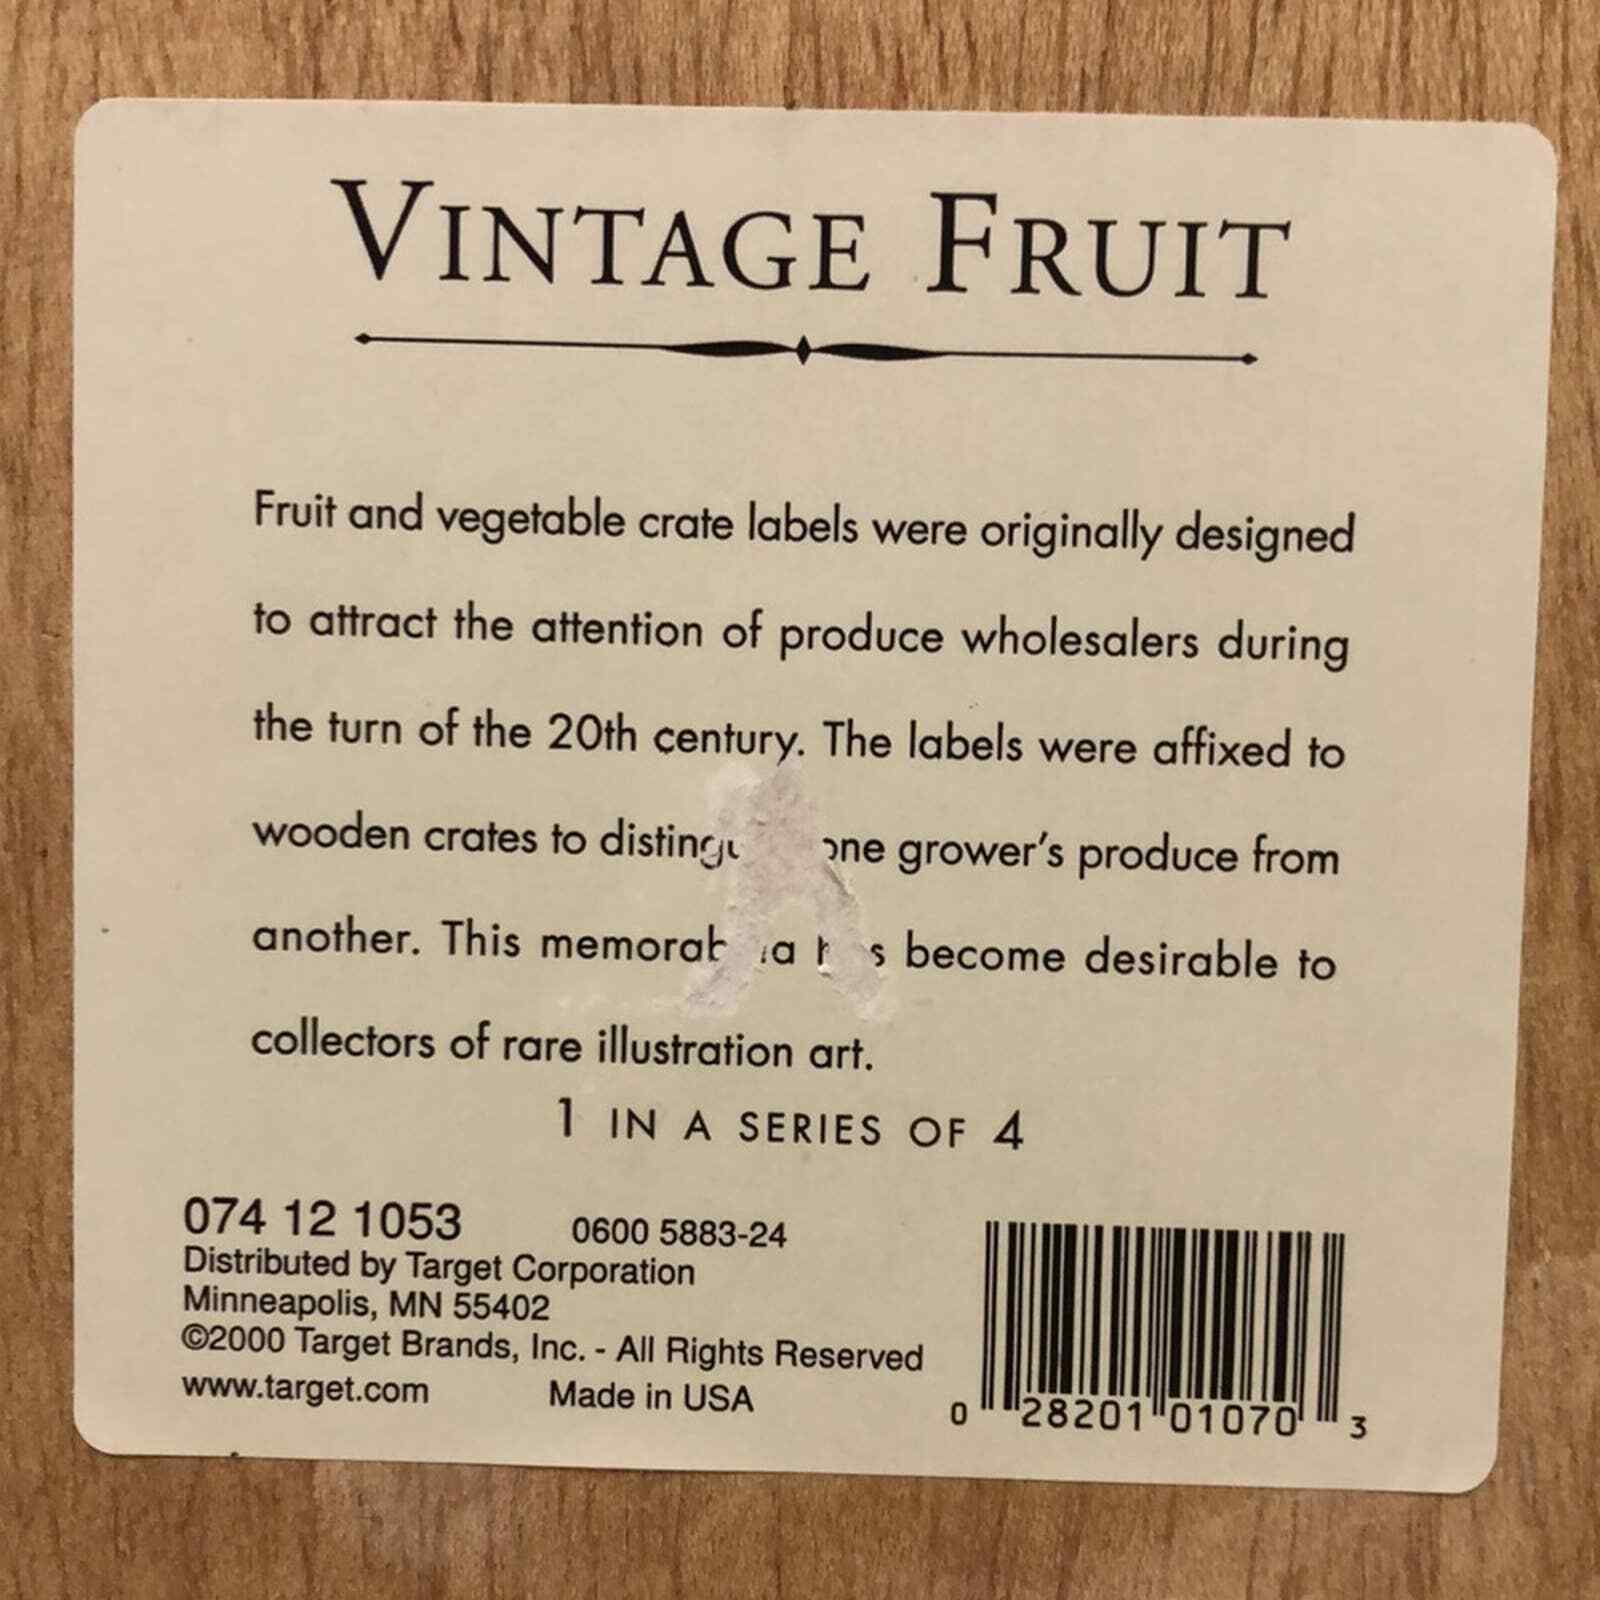 VINTAGE FRUIT
Fruit and vegetable crate labels were originally designed
to attract the attention of produce wholesalers during
the turn of the 20th century. The labels were affixed to
wooden crates to one grower's produce from
another. This become desirable to
collectors of rare illustration art.
1 IN A SERIES OF 4
074 12 1053 0600 5883-24
Distributed by Target Corporation
Minneapolis, MN 55402
©2000 Target Brands, Inc. - All Rights Reserved
www.target.com Made in USA
0 28201 01070 3